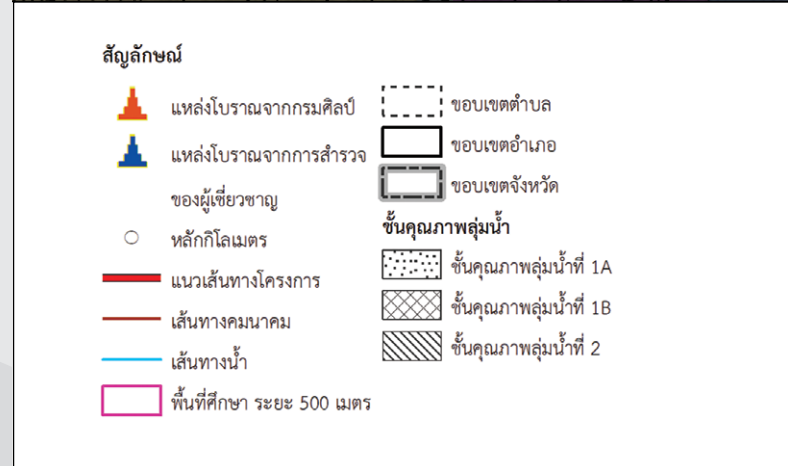 สัญลักษณ์
แหล่งโบราณจากกรมศิลป์
แหล่งโบราณจากการสำรวจ
ของผู้เชี่ยวชาญ
หลักกิโลเมตร
แนวเส้นทางโครงการ
เส้นทางคมนาคม
เส้นทางน้ำ
พื้นที่ศึกษา ระยะ 500 เมตร
ขอบเขตตำบล
ขอบเขตอำเภอ
ขอบเขตจังหวัด
ชั้นคุณภาพลุ่มน้ำ
ชั้นคุณภาพลุ่มน้ำที่ 1A
ชั้นคุณภาพลุ่มน้ำที่ 1B
ชั้นคุณภาพลุ่มน้ำที่ 2